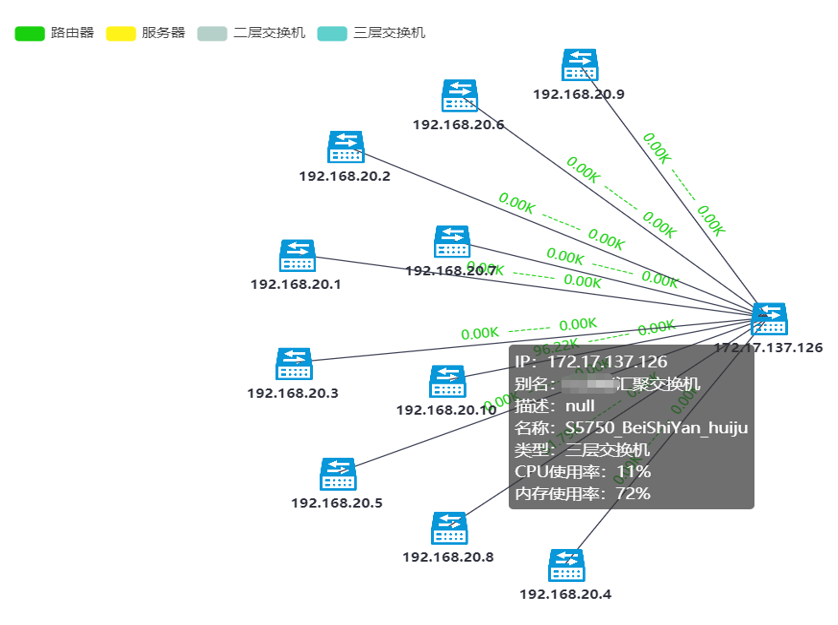 路由器 服务器 二层交换机 三层交换机
192.168.20.9
192.168.20.6
0.00K
0.00K
192.168.20.2
0.00K
0.00K
0.00K
0.00K
0.00K
0.00K
192.168.20.7
0.00K
0.00K
192.168.20.1
0.00K
0.00K
0.00K
0.00K
0.00K
172.17.137.126
96.22K
IP：172.17.137.126
别名：汇聚交换机
描述：null
名称：S5750_BeiShiYan_huiju
类型：三层交换机
CPU使用率：11%
内存使用率：72%
192.168.20.3
192.168.20.10
0.00K
192.168.20.5
192.168.20.8
192.168.20.4